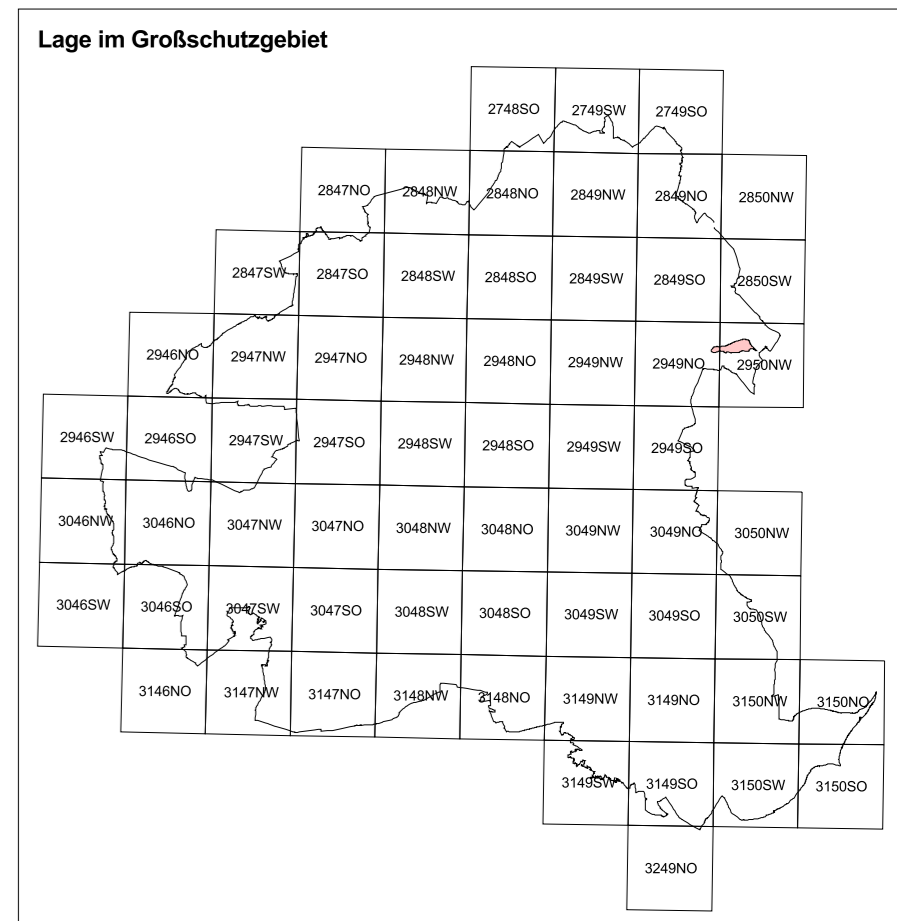 Lage im Großschutzgebiet
2748SO 2749SW 2749SO
2847NO 2848NW 2848NO 2849NW 2849NO 2850NW
2847SW 2847SO 2848SW 2848SO 2849SW 2849SO 2850SW
2946NO 2947NW 2947NO 2948NW 2948NO 2949NW 2949NO 2950NW
2946SW 2946SO 2947SW 2947SO 2948SW 2948SO 2949SW 2949SO
3046NW 3046NO 3047NW 3047NO 3048NW 3048NO 3049NW 3049NO 3050NW
3046SW 3046SO 3047SW 3047SO 3048SW 3048SO 3049SW 3049SO 3050SW
3146NO 3147NW 3147NO 3148NW 3148NO 3149NW 3149NO 3150NW 3150NO
3149SW 3149SO 3150SW 3150SO
3249NO